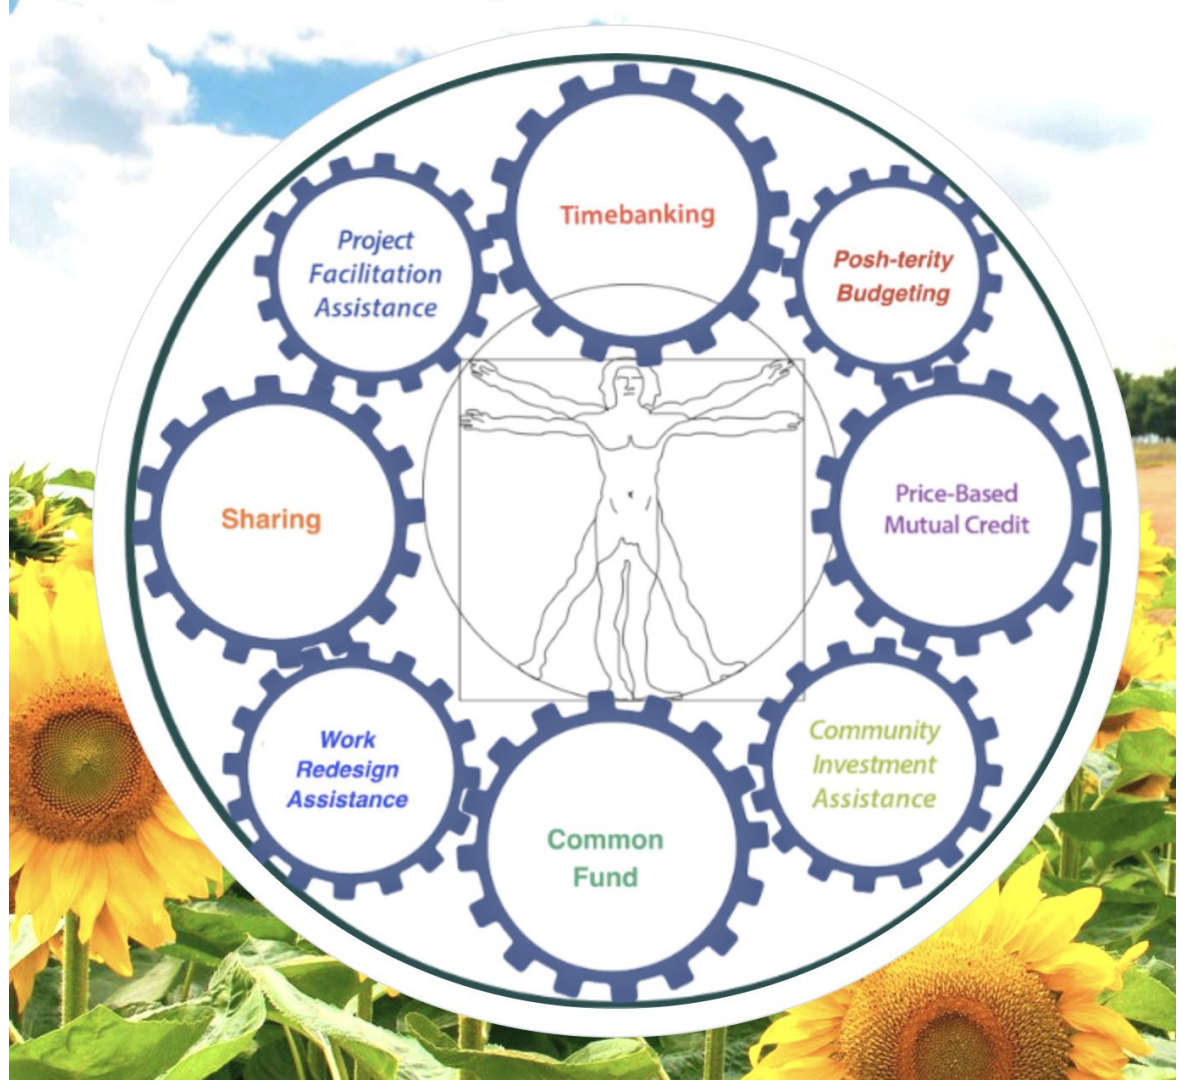 Timebanking
Project
Facilitation
Assistance
Posh-terity
Budgeting
Sharing
Price-Based
Mutual Credit
Work
Redesign
Assistance
Community
Investment
Assistance
Common
Fund